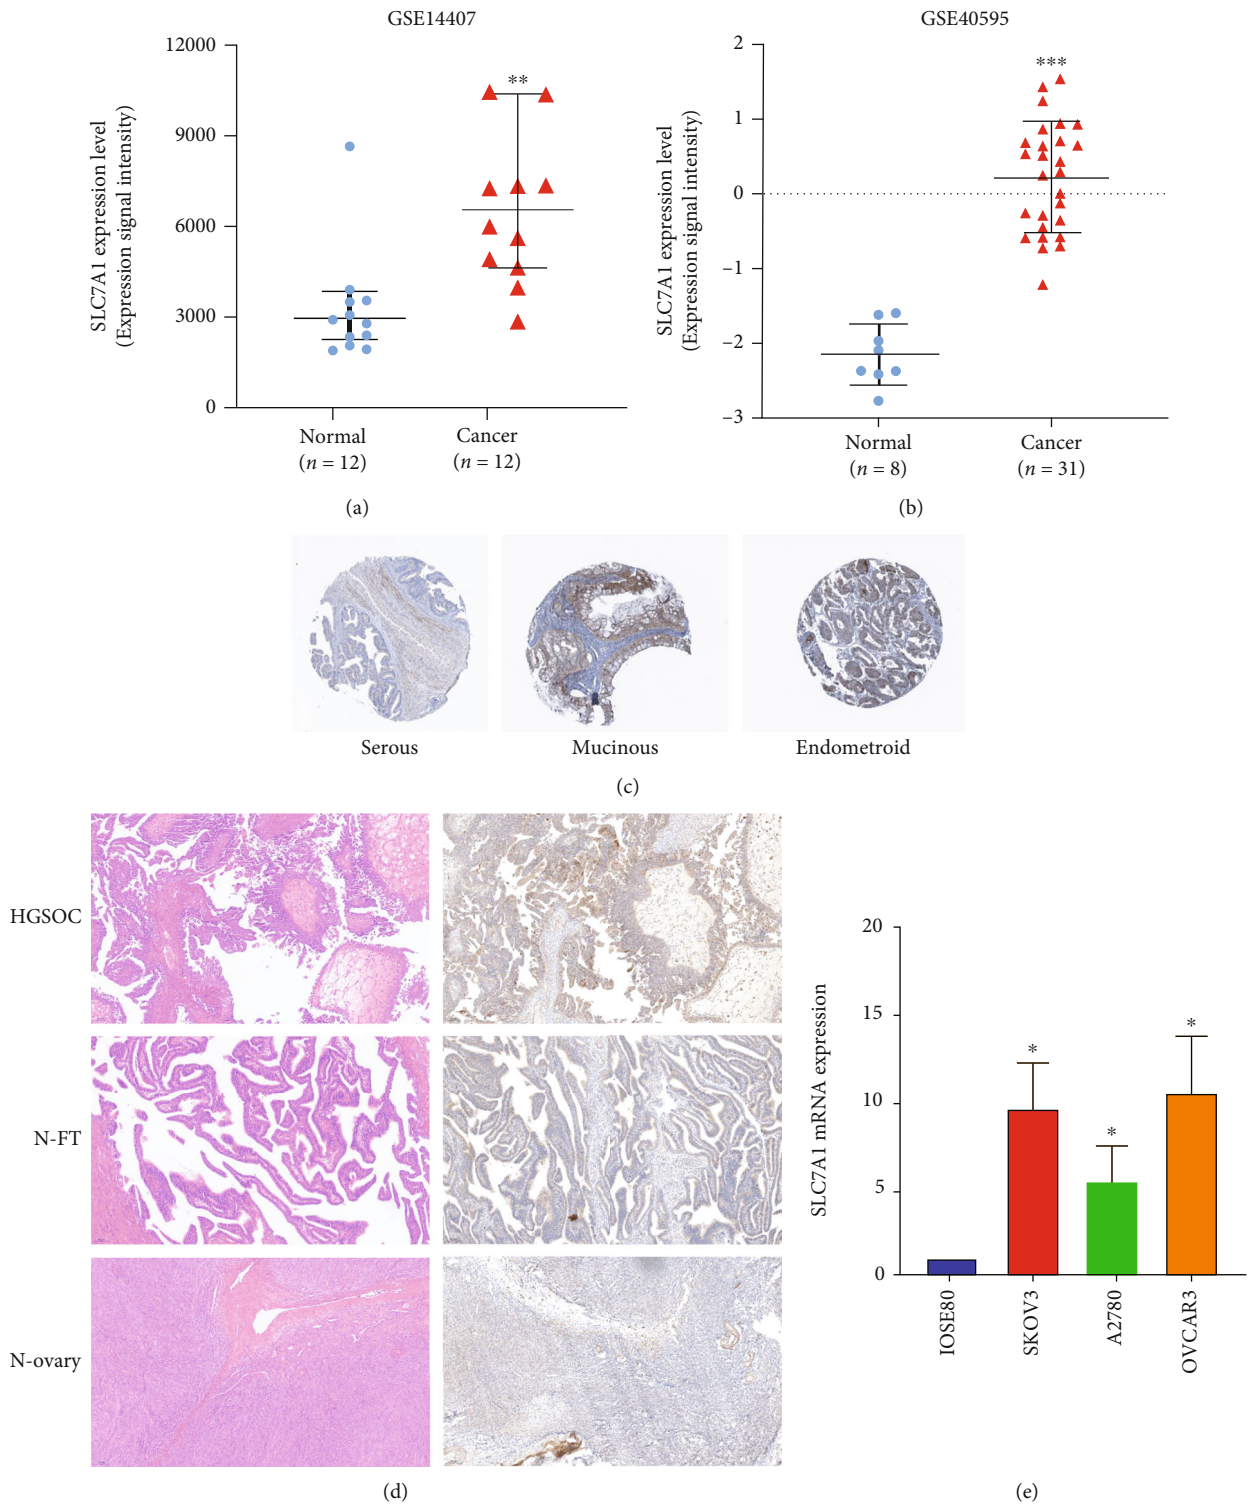 GSE14407
SLC7A1 expression level
(Expression signal intensity)
12000
9000
6000
3000
0
**
Normal
(n = 12)
Cancer
(n = 12)
(a)
GSE40595
SLC7A1 expression level
(Expression signal intensity)
2
1
0
−1
−2
−3
***
Normal
(n = 8)
Cancer
(n = 31)
(b)
Serous
Mucinous
Endometroid
(c)
HGSOC
N-FT
N-ovary
(d)
SLC7A1 mRNA expression
20
15
10
5
0
*
*
*
IOSE80
SKOV3
A2780
OVCAR3
(e)